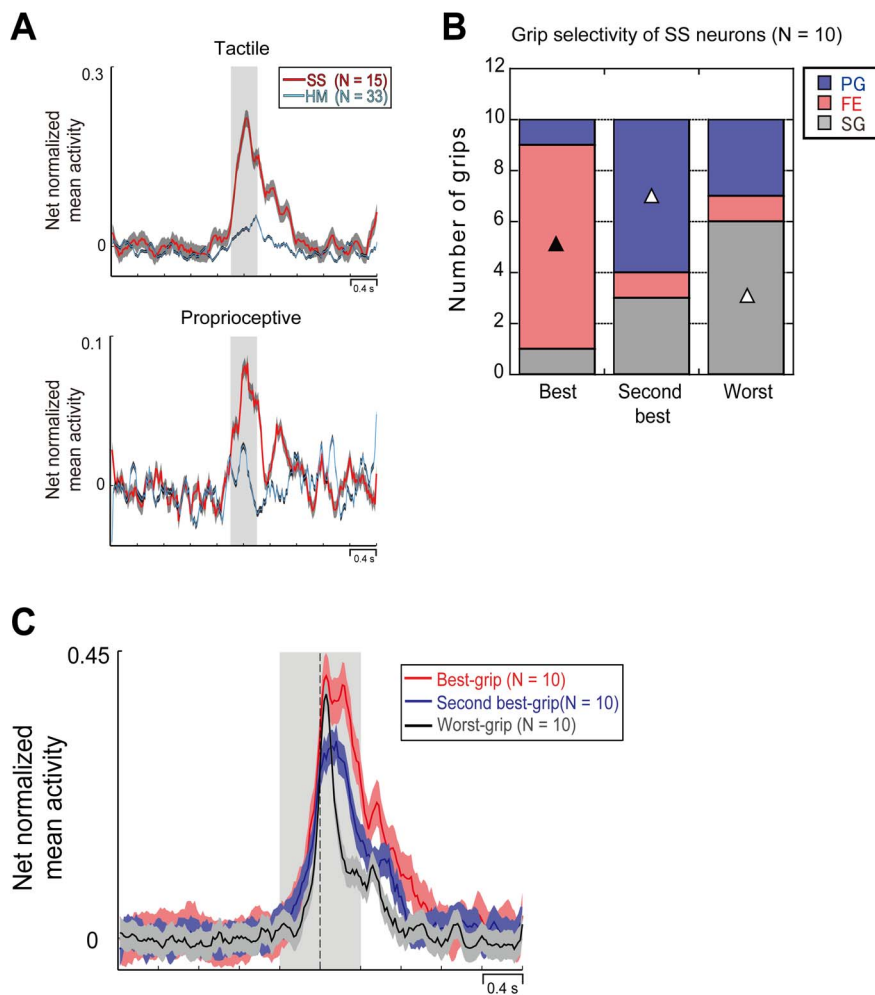 A
Tactile
0.3
SS (N = 15)
HM (N = 33)
Net normalized
mean activity
0
0.4 s
Proprioceptive
0.1
Net normalized
mean activity
0
0.4 s
B
Grip selectivity of SS neurons (N = 10)
12
10
8
6
4
2
0
Number of grips
PG
FE
SG
Best
Second
best
Worst
C
0.45
Best-grip (N = 10)
Second best-grip(N = 10)
Worst-grip (N = 10)
Net normalized
mean activity
0
0.4 s